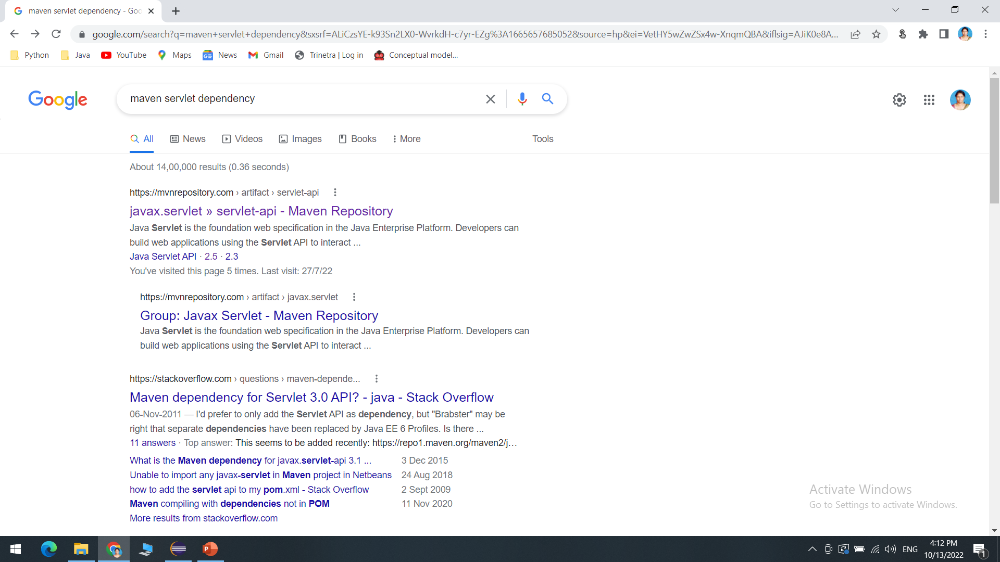 maven servlet dependency - Goo
google.com/search?q=maven+servlet+dependency&sxsrf=ALiCzsYE-k93Sn2LX0-WvrkdH-c7yr-EZg%3A1665657685052&source=hp&ei=VetHY5wZwZSx4w-XnqmQBA&iflsig=AJiK0e8A...
Python Java YouTube Maps News Gmail Trinetra | Log in Conceptual model...
Google
maven servlet dependency
All News Videos Images Books More Tools
About 14,00,000 results (0.36 seconds)
https://mvnrepository.com › artifact › servlet-api
javax.servlet » servlet-api - Maven Repository
Java Servlet is the foundation web specification in the Java Enterprise Platform. Developers can
build web applications using the Servlet API to interact ...
Java Servlet API · 2.5 · 2.3
You've visited this page 5 times. Last visit: 27/7/22
https://mvnrepository.com › artifact › javax.servlet
Group: Javax Servlet - Maven Repository
Java Servlet is the foundation web specification in the Java Enterprise Platform. Developers can
build web applications using the Servlet API to interact ...
https://stackoverflow.com › questions › maven-depende...
Maven dependency for Servlet 3.0 API? - java - Stack Overflow
06-Nov-2011 — I'd prefer to only add the Servlet API as dependency, but "Brabster" may be
right that separate dependencies have been replaced by Java EE 6 Profiles. Is there ...
11 answers · Top answer: This seems to be added recently: https://repo1.maven.org/maven2/j…
What is the Maven dependency for javax.servlet-api 3.1 ... 3 Dec 2015
Unable to import any javax-servlet in Maven project in Netbeans 24 Aug 2018
how to add the servlet api to my pom.xml - Stack Overflow 2 Sept 2009
Maven compiling with dependencies not in POM 11 Nov 2020
More results from stackoverflow.com
Activate Windows
Go to Settings to activate Windows.
ENG
4:12 PM
10/13/2022
1